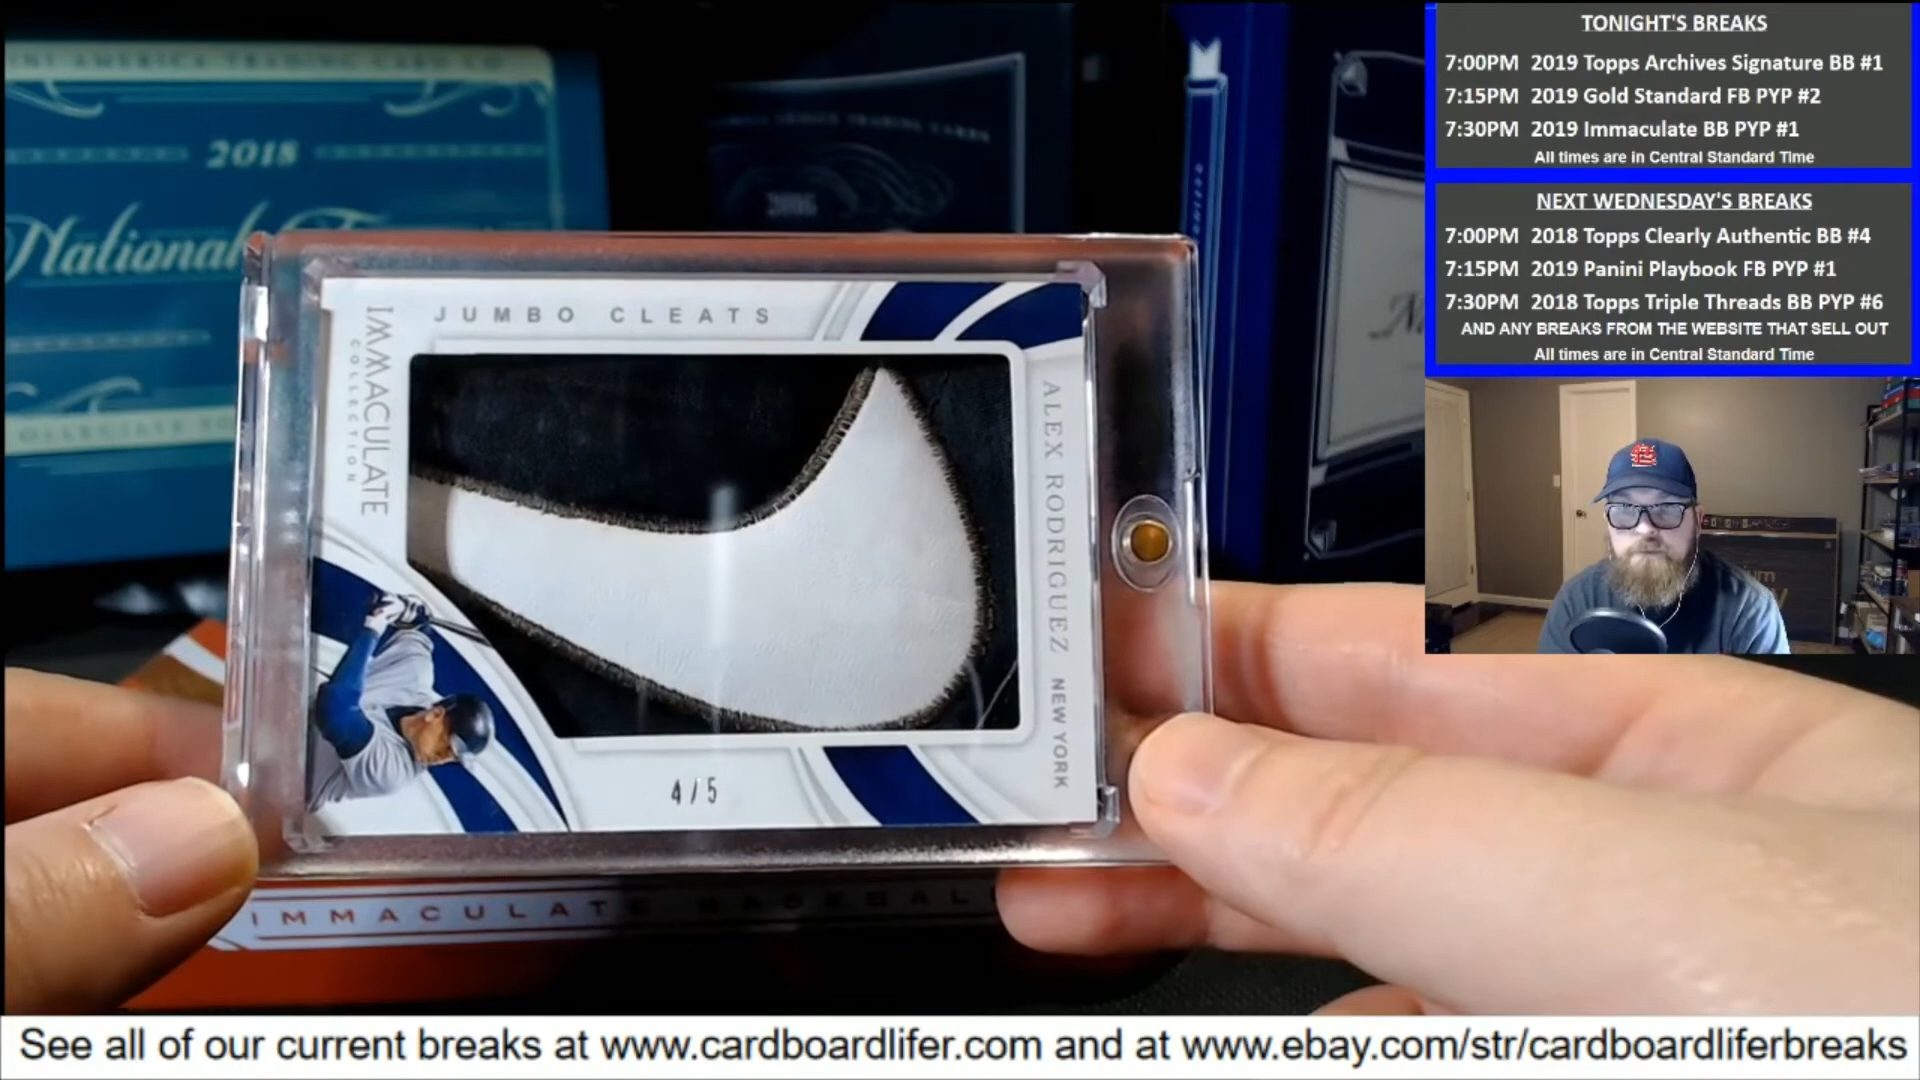 TONIGHT'S BREAKS
7:00PM 2019 Topps Archives Signature BB #1
7:15PM 2019 Gold Standard FB PYP #2
7:30PM 2019 Immaculate BB PYP #1
All times are in Central Standard Time
NEXT WEDNESDAY'S BREAKS
7:00PM 2018 Topps Clearly Authentic BB #4
7:15PM 2019 Panini Playbook FB PYP #1
7:30PM 2018 Topps Triple Threads BB PYP #6
AND ANY BREAKS FROM THE WEBSITE THAT SELL OUT
All times are in Central Standard Time
AMERICA TRADING CARD CO
2018
National
JUMBO CLEATS
IMMACULATE
COLLECTION
ALEX RODRIGUEZ NEW YORK
4/5
IMMACULATE BASEBALL
See all of our current breaks at www.cardboardlifer.com and at www.ebay.com/str/cardboardliferbreaks